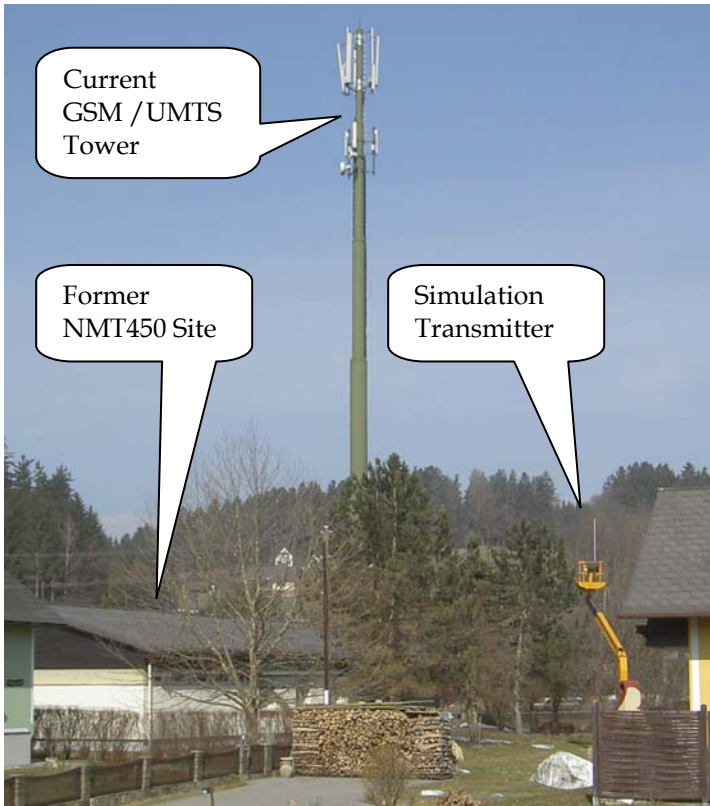 Current
GSM /UMTS
Tower
Former
NMT450 Site
Simulation
Transmitter